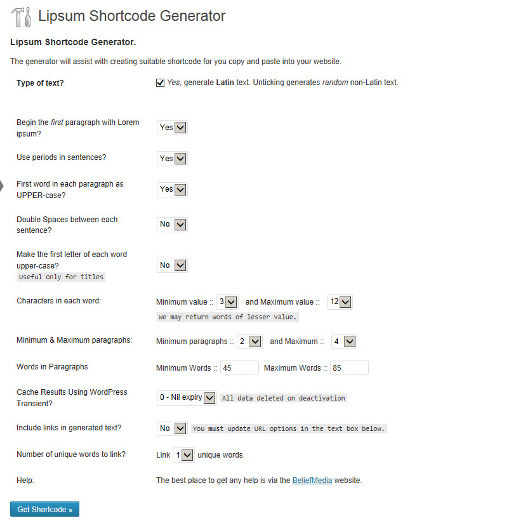 Lipsum Shortcode Generator
Lipsum Shortcode Generator.
The generator will assist with creating suitable shortcode for you copy and paste into your website.
Type of text? Yes, generate Latin text. Unticking generates random non-Latin text.
Begin the first paragraph with Lorem
ipsum? Yes
Use periods in sentences? Yes
First word in each paragraph as
UPPER-case? Yes
Double Spaces between each
sentence? No
Make the first letter of each word
upper-case? No
Useful only for titles
Characters in each word: Minimum value :: 3 and Maximum value :: 12
We may return words of lesser value.
Minimum & Maximum paragraphs: Minimum paragraphs :: 2 and Maximum :: 4
Words in Paragraphs Minimum Words :: 45 Maximum Words :: 85
Cache Results Using WordPress
Transient? 0 - Nil expiry All data deleted on deactivation
Include links in generated text? No You must update URL options in the text box below.
Number of unique words to link? Link 1 unique words.
Help: The best place to get any help is via the BeliefMedia website.
Get Shortcode »